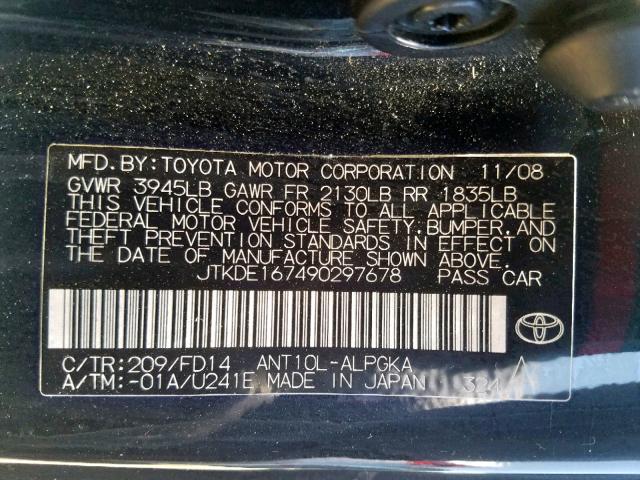 MFD. BY: TOYOTA MOTOR CORPORATION 11/08
GVWR 3945LB GAWR FR 2130LB RR 1835LB
THIS VEHICLE CONFORMS TO ALL APPLICABLE
FEDERAL MOTOR VEHICLE SAFETY, BUMPER, AND
THEFT PREVENTION STANDARDS IN EFFECT ON
THE DATE OF MANUFACTURE SHOWN ABOVE.
JTKDE167490297678 PASS CAR
C/TR: 209/FD14 ANT10L-ALPGKA
A/TM: -01A/U241E MADE IN JAPAN 324